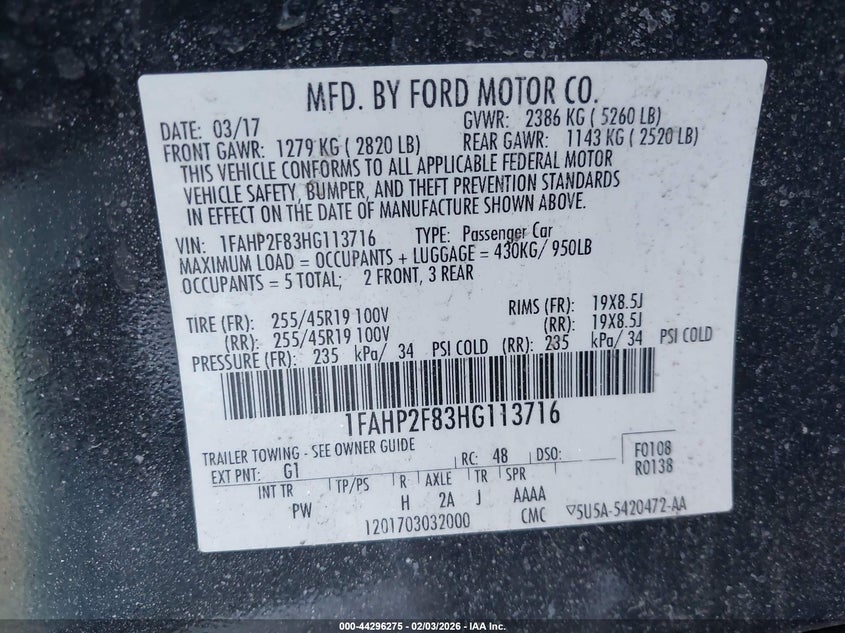 MFD. BY FORD MOTOR CO.
DATE: 03/17 GVWR: 2386 KG ( 5260 LB)
FRONT GAWR: 1279 KG ( 2820 LB) REAR GAWR: 1143 KG ( 2520 LB)
THIS VEHICLE CONFORMS TO ALL APPLICABLE FEDERAL MOTOR
VEHICLE SAFETY, BUMPER, AND THEFT PREVENTION STANDARDS
IN EFFECT ON THE DATE OF MANUFACTURE SHOWN ABOVE.
VIN: 1FAHP2F83HG113716 TYPE: Passenger Car
MAXIMUM LOAD = OCCUPANTS + LUGGAGE = 430KG/ 950LB
OCCUPANTS = 5 TOTAL; 2 FRONT, 3 REAR
TIRE (FR): 255/45R19 100V RIMS (FR): 19X8.5J
(RR): 255/45R19 100V (RR): 19X8.5J
PRESSURE (FR): 235 kPa/ 34 PSI COLD (RR): 235 kPa/ 34 PSI COLD
1FAHP2F83HG113716
TRAILER TOWING - SEE OWNER GUIDE
EXT PNT: G1 RC: 48 DSO: F0108
R0138
INT TR TP/PS R AXLE TR SPR
PW H 2A J AAAA
1201703032000 CMC ▽5U5A-5420472-AA
000-44296275 - 02/03/2026 - IAA Inc.